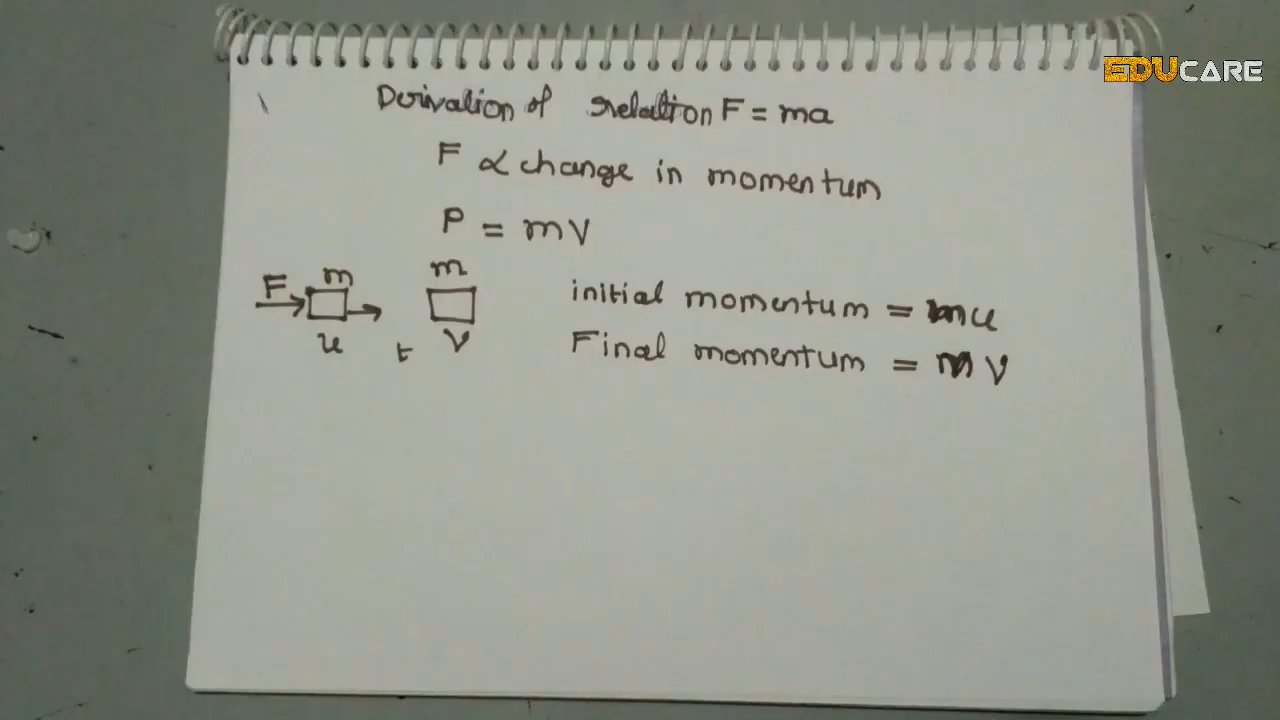 EDUCARE
Derivation of relation F = ma
F ∝ change in momentum
P = mV
F m m
u t V
initial momentum = mu
Final momentum = mV